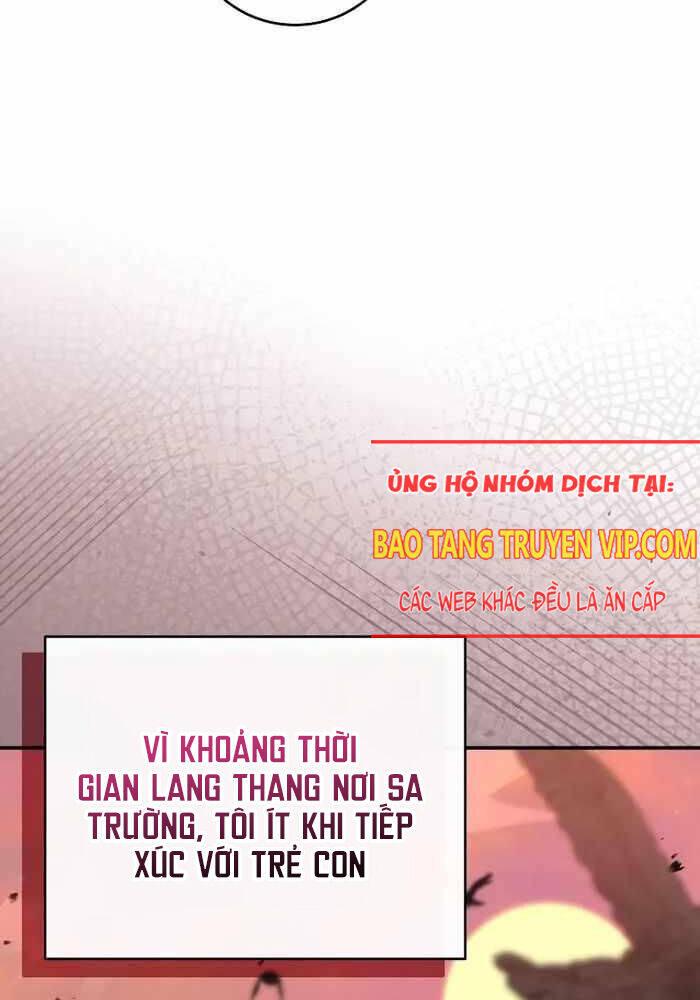 ỦNG HỘ NHÓM DỊCH TẠI:
BAO TANG TRUYEN VIP.COM
CÁC WEB KHÁC ĐỀU LÀ ĂN CẮP
VÌ KHOẢNG THỜI
GIAN LANG THANG NƠI SA
TRƯỜNG, TÔI ÍT KHI TIẾP
XÚC VỚI TRẺ CON